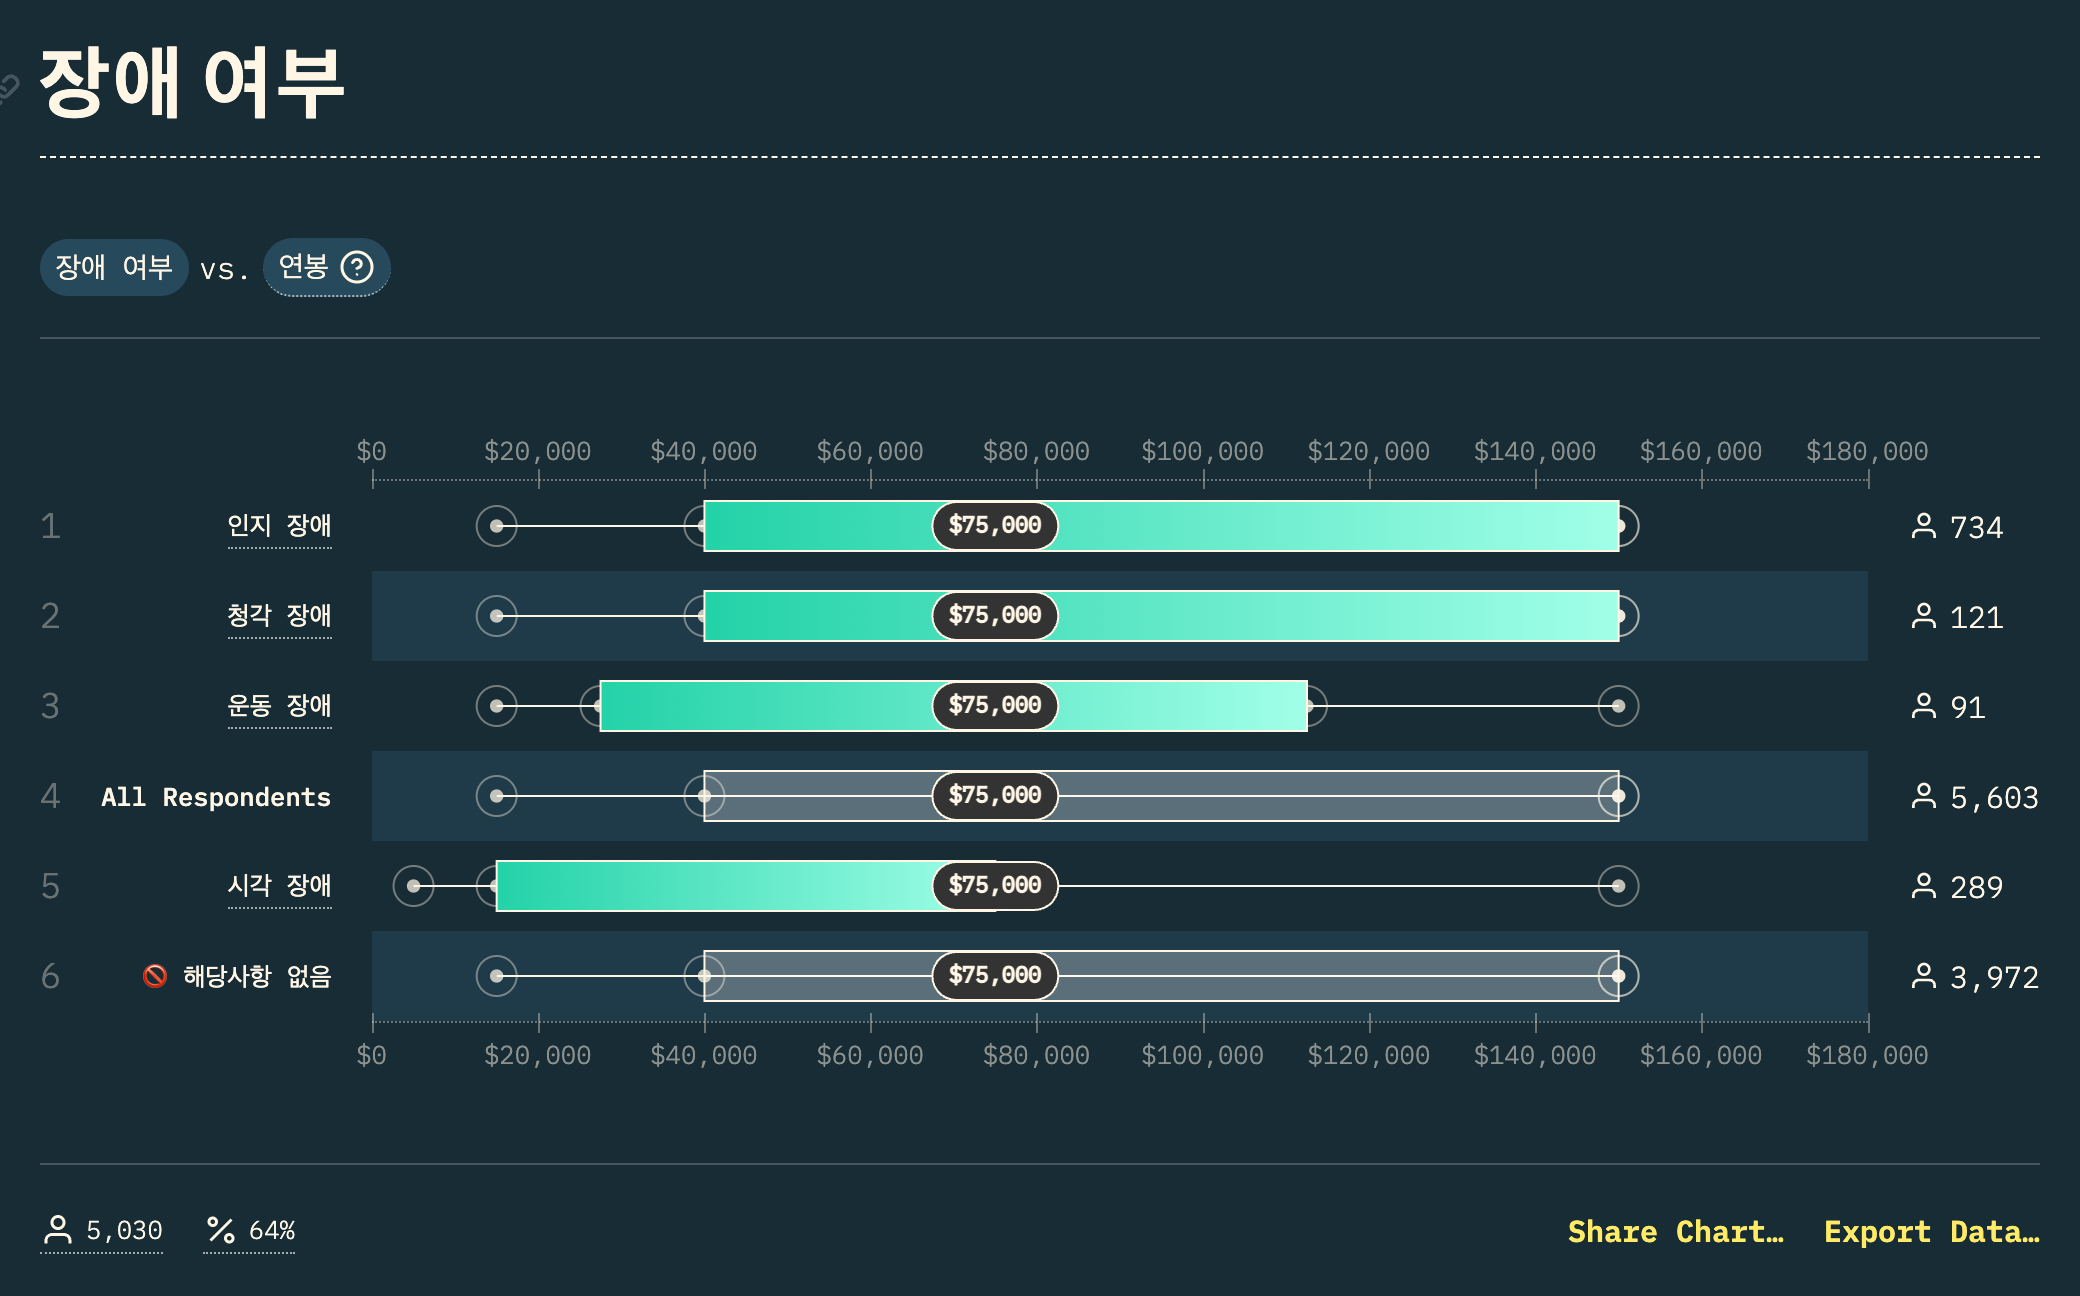 장애 여부
장애 여부 vs. 연봉
$0 $20,000 $40,000 $60,000 $80,000 $100,000 $120,000 $140,000 $160,000 $180,000
1 인지 장애 $75,000 734
2 청각 장애 $75,000 121
3 운동 장애 $75,000 91
4 All Respondents $75,000 5,603
5 시각 장애 $75,000 289
6 🚫 해당사항 없음 $75,000 3,972
$0 $20,000 $40,000 $60,000 $80,000 $100,000 $120,000 $140,000 $160,000 $180,000
5,030 64% Share Chart… Export Data…